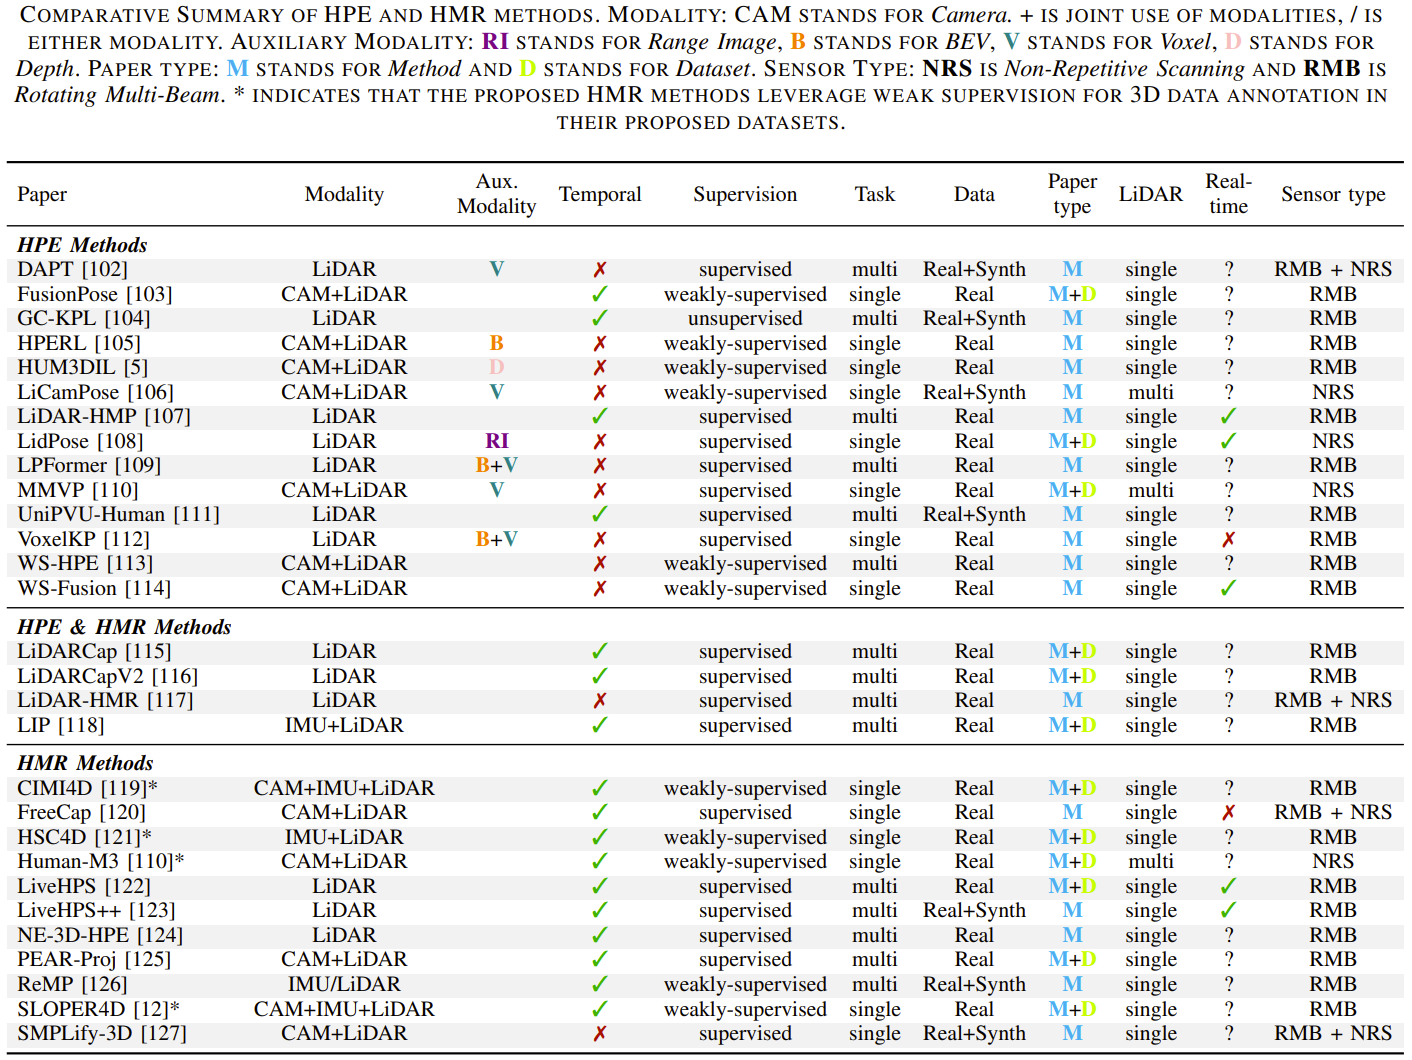 COMPARATIVE SUMMARY OF HPE AND HMR METHODS. MODALITY: CAM STANDS FOR Camera. + IS JOINT USE OF MODALITIES, / IS
EITHER MODALITY. AUXILIARY MODALITY: RI STANDS FOR Range Image, B STANDS FOR BEV, V STANDS FOR Voxel, D STANDS FOR
Depth. PAPER TYPE: M STANDS FOR Method AND D STANDS FOR Dataset. SENSOR TYPE: NRS IS Non-Repetitive Scanning AND RMB IS
Rotating Multi-Beam. * INDICATES THAT THE PROPOSED HMR METHODS LEVERAGE WEAK SUPERVISION FOR 3D DATA ANNOTATION IN
THEIR PROPOSED DATASETS.
Paper Modality Aux. Modality Temporal Supervision Task Data Paper type LiDAR Real-time Sensor type
HPE Methods
DAPT [102] LiDAR V ✗ supervised multi Real+Synth M single ? RMB + NRS
FusionPose [103] CAM+LiDAR ✓ weakly-supervised single Real M+D single ? RMB
GC-KPL [104] LiDAR ✓ unsupervised multi Real+Synth M single ? RMB
HPERL [105] CAM+LiDAR B ✗ weakly-supervised single Real M single ? RMB
HUM3DIL [5] CAM+LiDAR D ✗ weakly-supervised single Real M single ? RMB
LiCamPose [106] CAM+LiDAR V ✗ weakly-supervised single Real+Synth M multi ? NRS
LiDAR-HMP [107] LiDAR ✓ supervised multi Real M single ✓ RMB
LidPose [108] LiDAR RI ✗ supervised single Real M+D single ✓ NRS
LPFormer [109] LiDAR B+V ✗ supervised multi Real M single ? RMB
MMVP [110] CAM+LiDAR V ✗ supervised single Real M+D multi ? NRS
UniPVU-Human [111] LiDAR ✓ supervised multi Real+Synth M single ? RMB
VoxelKP [112] LiDAR B+V ✗ supervised single Real M single ✗ RMB
WS-HPE [113] CAM+LiDAR ✗ weakly-supervised multi Real M single ? RMB
WS-Fusion [114] CAM+LiDAR ✗ weakly-supervised single Real M single ✓ RMB
HPE & HMR Methods
LiDARCap [115] LiDAR ✓ supervised multi Real M+D single ? RMB
LiDARCapV2 [116] LiDAR ✓ supervised multi Real M+D single ? RMB
LiDAR-HMR [117] LiDAR ✗ supervised multi Real M single ? RMB + NRS
LIP [118] IMU+LiDAR ✓ supervised multi Real M+D single ? RMB
HMR Methods
CIMI4D [119]* CAM+IMU+LiDAR ✓ weakly-supervised single Real M+D single ? RMB
FreeCap [120] CAM+LiDAR ✓ supervised single Real M single ✗ RMB + NRS
HSC4D [121]* IMU+LiDAR ✓ weakly-supervised single Real M+D single ? RMB
Human-M3 [110]* CAM+LiDAR ✓ weakly-supervised single Real M+D multi ? NRS
LiveHPS [122] LiDAR ✓ supervised multi Real M+D single ✓ RMB
LiveHPS++ [123] LiDAR ✓ supervised multi Real+Synth M single ✓ RMB
NE-3D-HPE [124] LiDAR ✓ supervised multi Real M single ? RMB
PEAR-Proj [125] CAM+LiDAR ✓ supervised multi Real M+D single ? RMB
ReMP [126] IMU/LiDAR ✓ weakly-supervised multi Real+Synth M single ? RMB
SLOPER4D [12]* CAM+IMU+LiDAR ✓ weakly-supervised single Real M+D single ? RMB
SMPLify-3D [127] CAM+LiDAR ✗ supervised single Real+Synth M single ? RMB + NRS